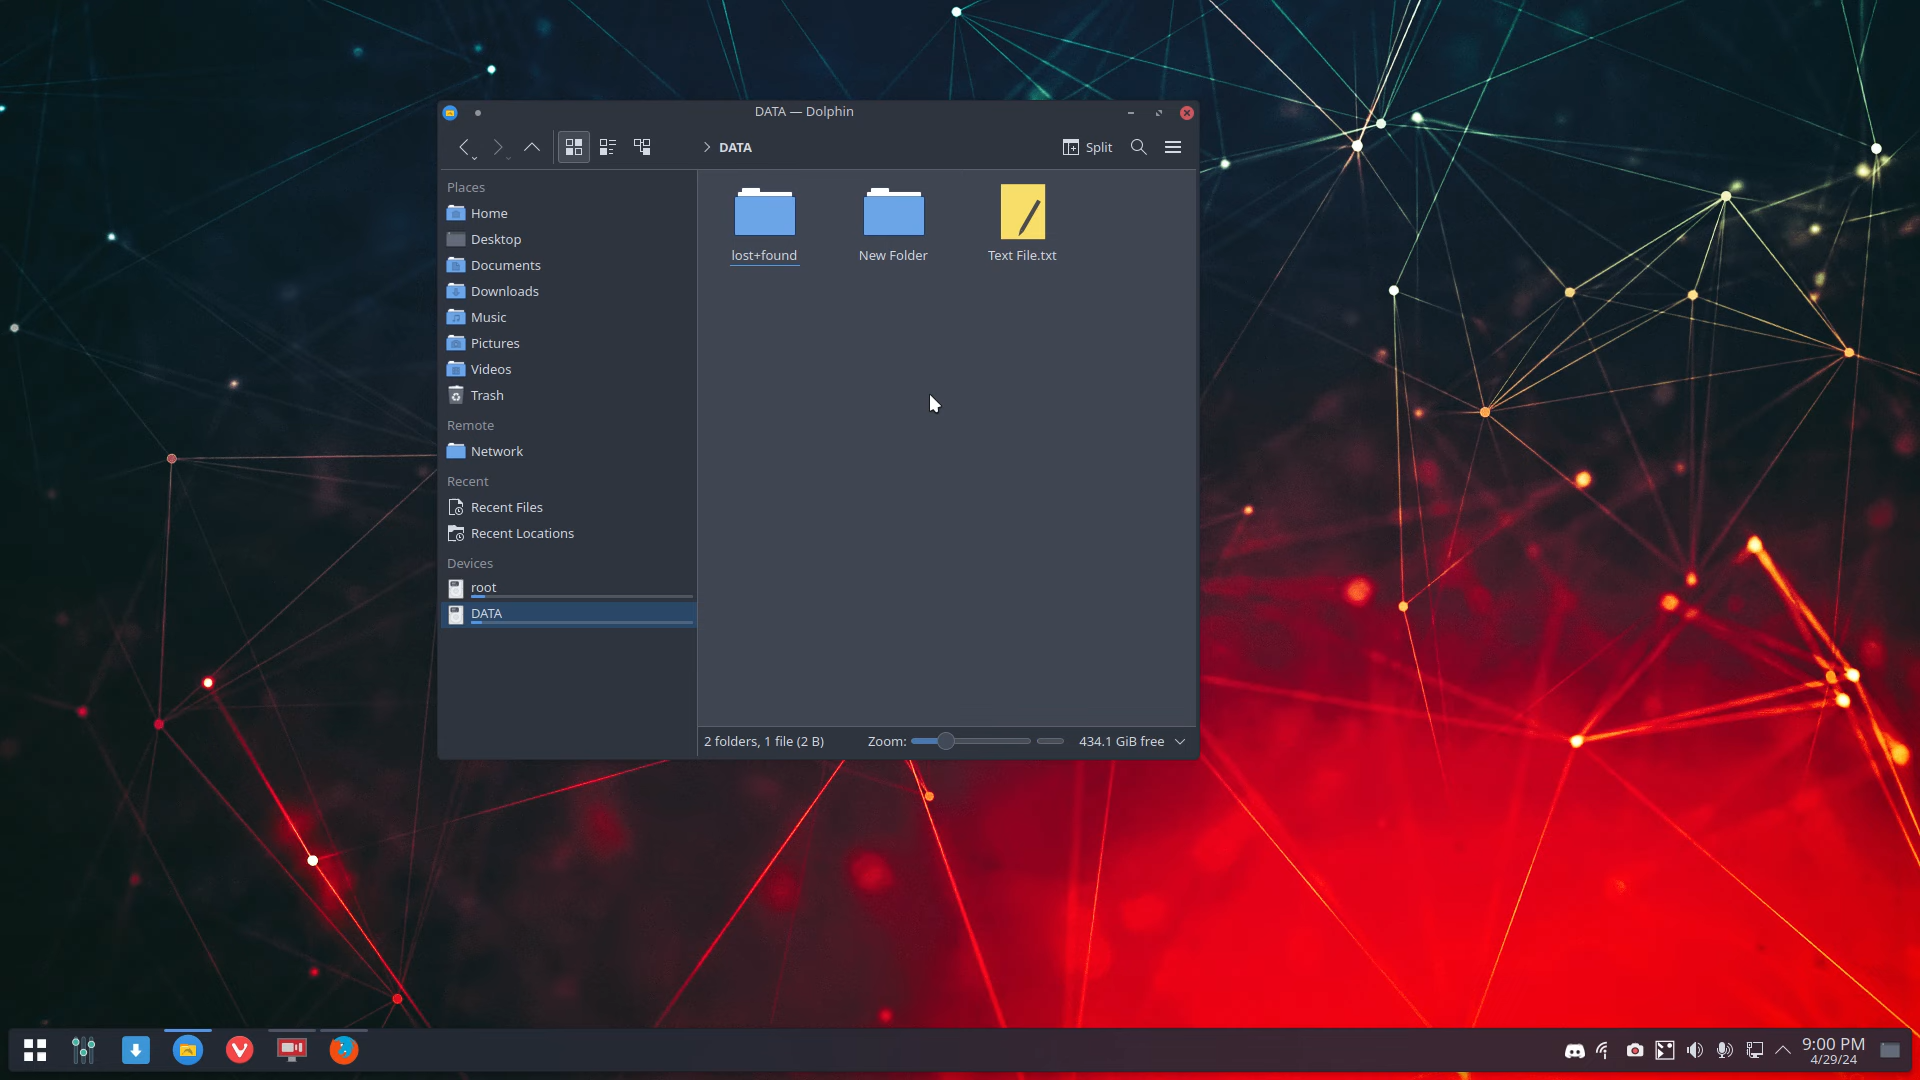 DATA — Dolphin
DATA
Split
Places
Home
Desktop
Documents
Downloads
Music
Pictures
Videos
Trash
Remote
Network
Recent
Recent Files
Recent Locations
Devices
root
DATA
lost+found
New Folder
Text File.txt
2 folders, 1 file (2 B)
Zoom:
434.1 GiB free
9:00 PM
4/29/24